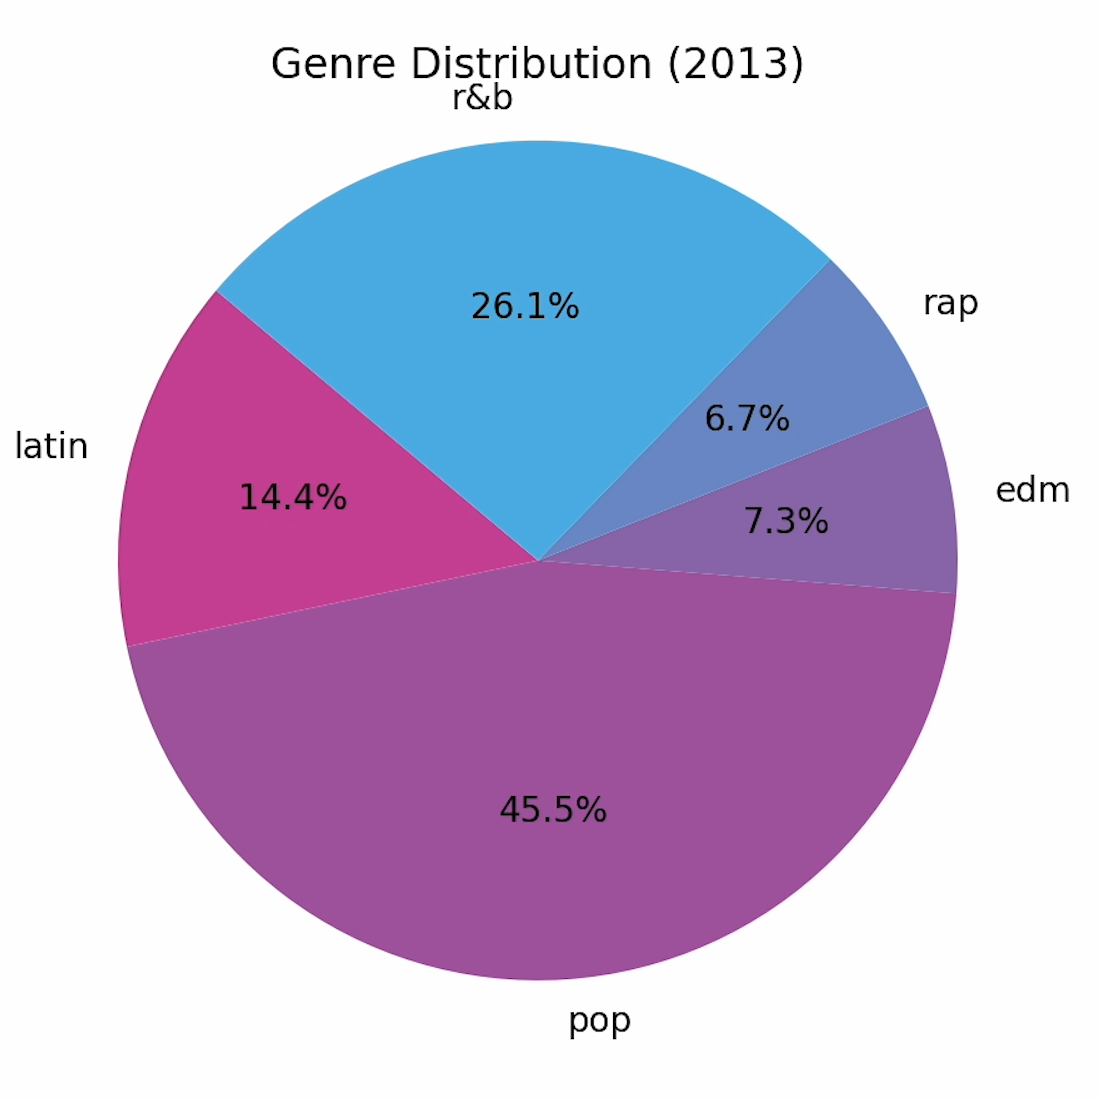 Genre Distribution (2013)
r&b
26.1%
rap
6.7%
latin
14.4%
edm
7.3%
45.5%
pop